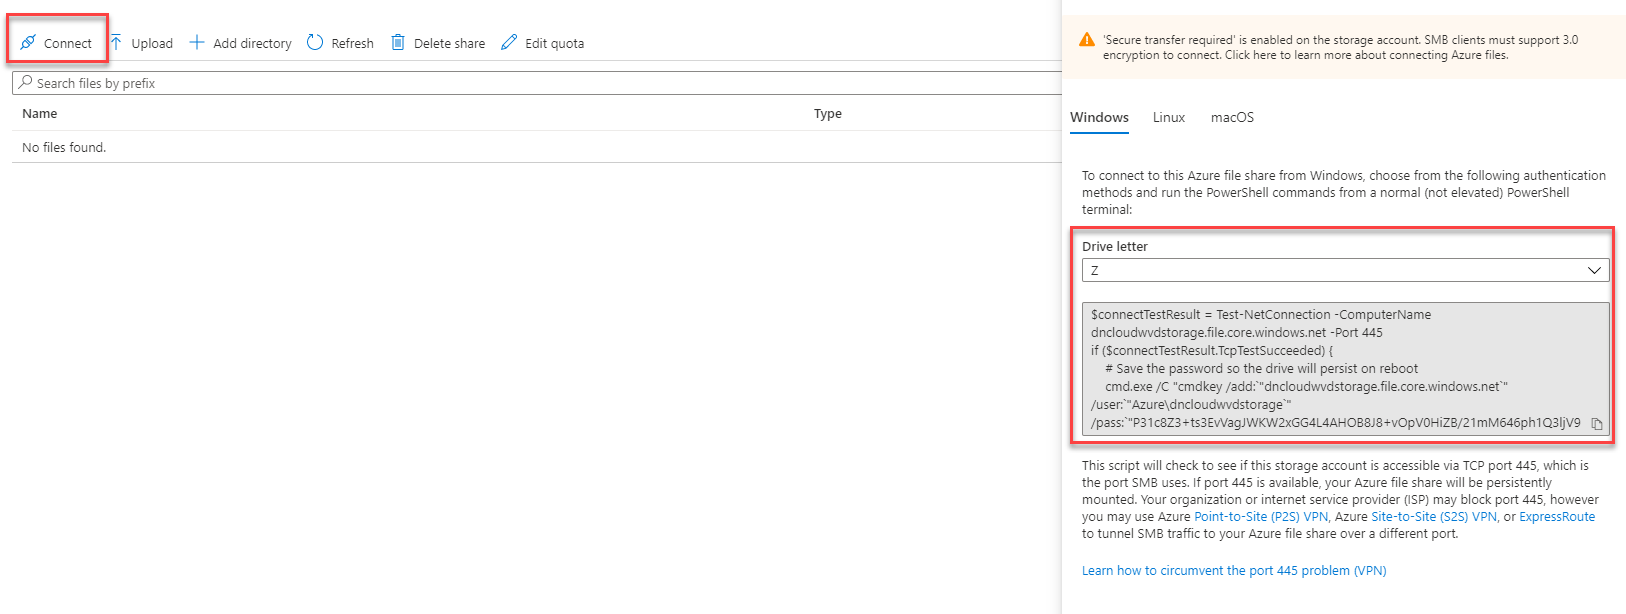 Connect Upload Add directory Refresh Delete share Edit quota
Search files by prefix
Name Type
No files found.
'Secure transfer required' is enabled on the storage account. SMB clients must support 3.0
encryption to connect. Click here to learn more about connecting Azure files.
Windows Linux macOS
To connect to this Azure file share from Windows, choose from the following authentication
methods and run the PowerShell commands from a normal (not elevated) PowerShell
terminal:
Drive letter
Z
$connectTestResult = Test-NetConnection -ComputerName
dncloudwvdstorage.file.core.windows.net -Port 445
if ($connectTestResult.TcpTestSucceeded) {
# Save the password so the drive will persist on reboot
cmd.exe /C "cmdkey /add:`"dncloudwvdstorage.file.core.windows.net`"
/user:`"Azure\dncloudwvdstorage`"
/pass:`"P31c8Z3+ts3EvVagJWKW2xGG4L4AHOB8J8+vOpV0HiZB/21mM646ph1Q3ljV9
This script will check to see if this storage account is accessible via TCP port 445, which is
the port SMB uses. If port 445 is available, your Azure file share will be persistently
mounted. Your organization or internet service provider (ISP) may block port 445, however
you may use Azure Point-to-Site (P2S) VPN, Azure Site-to-Site (S2S) VPN, or ExpressRoute
to tunnel SMB traffic to your Azure file share over a different port.
Learn how to circumvent the port 445 problem (VPN)